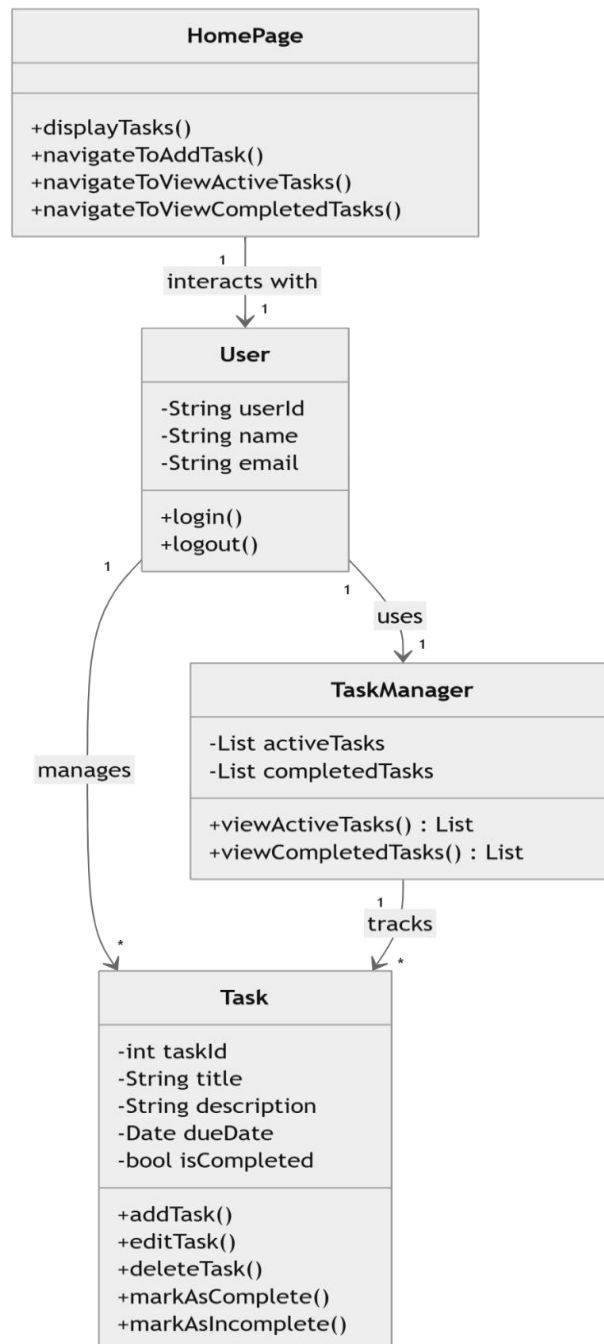 HomePage
+displayTasks()
+navigateToAddTask()
+navigateToViewActiveTasks()
+navigateToViewCompletedTasks()
1
interacts with
1
User
-String userId
-String name
-String email
+login()
+logout()
1
1
uses
1
TaskManager
-List activeTasks
-List completedTasks
+viewActiveTasks() : List
+viewCompletedTasks() : List
manages
1
tracks
*
*
Task
-int taskId
-String title
-String description
-Date dueDate
-bool isCompleted
+addTask()
+editTask()
+deleteTask()
+markAsComplete()
+markAsIncomplete()